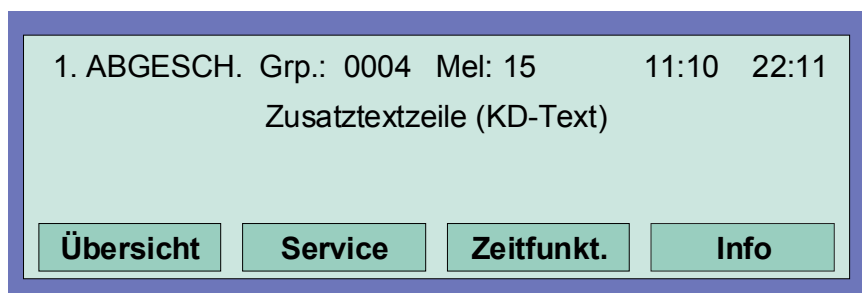 1. ABGESCH. Grp.: 0004 Mel: 15 11:10 22:11
Zusatztextzeile (KD-Text)
Übersicht Service Zeitfunkt. Info